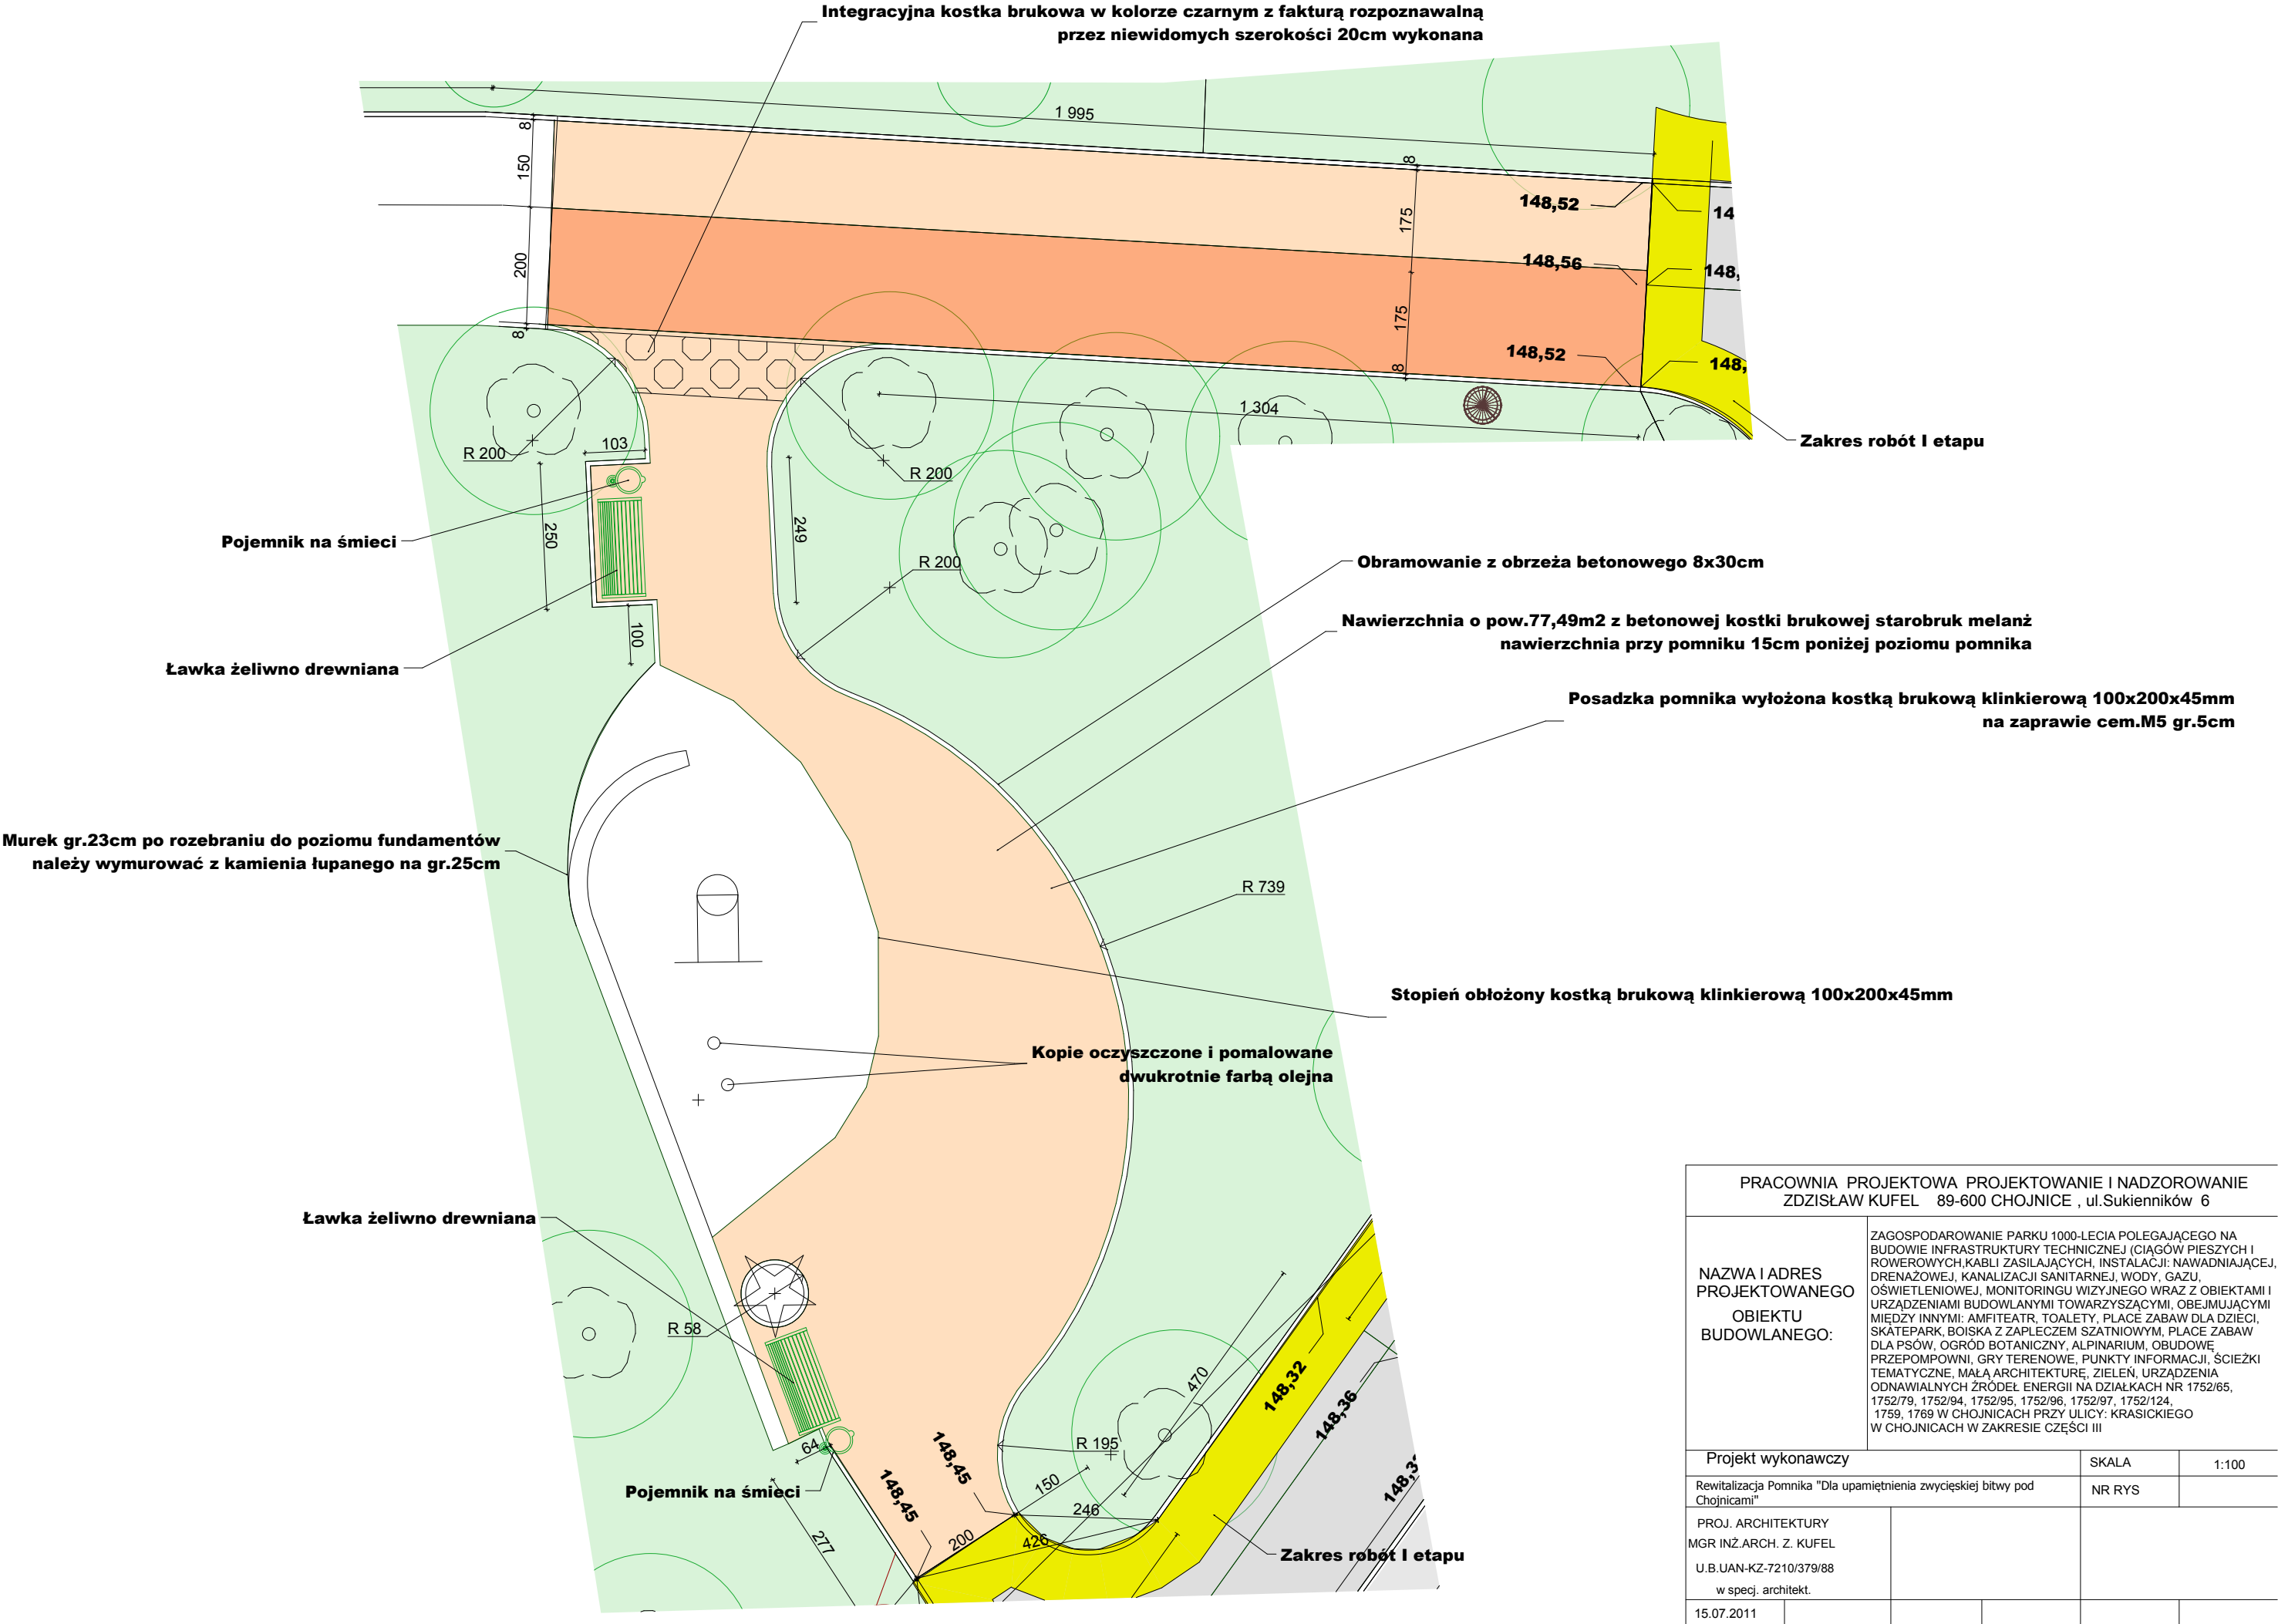 Integracyjna kostka brukowa w kolorze czarnym z fakturą rozpoznawalną
przez niewidomych szerokości 20cm wykonana
1 995
8
150
200
8
8
175
175
8
148,52
148,56
148,52
14
148,
148,
1 304
Zakres robót I etapu
R 200
103
R 200
250
249
R 200
100
Pojemnik na śmieci
Ławka żeliwno drewniana
Obramowanie z obrzeża betonowego 8x30cm
Nawierzchnia o pow.77,49m2 z betonowej kostki brukowej starobruk melanż
nawierzchnia przy pomniku 15cm poniżej poziomu pomnika
Posadzka pomnika wyłożona kostką brukową klinkierową 100x200x45mm
na zaprawie cem.M5 gr.5cm
Murek gr.23cm po rozebraniu do poziomu fundamentów
należy wymurować z kamienia łupanego na gr.25cm
R 739
Stopień obłożony kostką brukową klinkierową 100x200x45mm
Kopie oczyszczone i pomalowane
dwukrotnie farbą olejna
Ławka żeliwno drewniana
R 58
64
Pojemnik na śmieci
277
148,45
148,45
200
150
246
426
R 195
470
148,32
148,36
148,3
Zakres robót I etapu
PRACOWNIA PROJEKTOWA PROJEKTOWANIE I NADZOROWANIE
ZDZISŁAW KUFEL 89-600 CHOJNICE , ul.Sukienników 6
NAZWA I ADRES
PROJEKTOWANEGO
OBIEKTU
BUDOWLANEGO:
ZAGOSPODAROWANIE PARKU 1000-LECIA POLEGAJĄCEGO NA
BUDOWIE INFRASTRUKTURY TECHNICZNEJ (CIĄGÓW PIESZYCH I
ROWEROWYCH,KABLI ZASILAJĄCYCH, INSTALACJI: NAWADNIAJĄCEJ,
DRENAŻOWEJ, KANALIZACJI SANITARNEJ, WODY, GAZU,
OŚWIETLENIOWEJ, MONITORINGU WIZYJNEGO WRAZ Z OBIEKTAMI I
URZĄDZENIAMI BUDOWLANYMI TOWARZYSZĄCYMI, OBEJMUJĄCYMI
MIĘDZY INNYMI: AMFITEATR, TOALETY, PLACE ZABAW DLA DZIECI,
SKATEPARK, BOISKA Z ZAPLECZEM SZATNIOWYM, PLACE ZABAW
DLA PSÓW, OGRÓD BOTANICZNY, ALPINARIUM, OBUDOWĘ
PRZEPOMPOWNI, GRY TERENOWE, PUNKTY INFORMACJI, ŚCIEŻKI
TEMATYCZNE, MAŁĄ ARCHITEKTURĘ, ZIELEŃ, URZĄDZENIA
ODNAWIALNYCH ŹRÓDEŁ ENERGII NA DZIAŁKACH NR 1752/65,
1752/79, 1752/94, 1752/95, 1752/96, 1752/97, 1752/124,
1759, 1769 W CHOJNICACH PRZY ULICY: KRASICKIEGO
W CHOJNICACH W ZAKRESIE CZĘŚCI III
Projekt wykonawczy
SKALA
1:100
Rewitalizacja Pomnika "Dla upamiętnienia zwycięskiej bitwy pod
Chojnicami"
NR RYS
PROJ. ARCHITEKTURY
MGR INŻ.ARCH. Z. KUFEL
U.B.UAN-KZ-7210/379/88
w specj. architekt.
15.07.2011